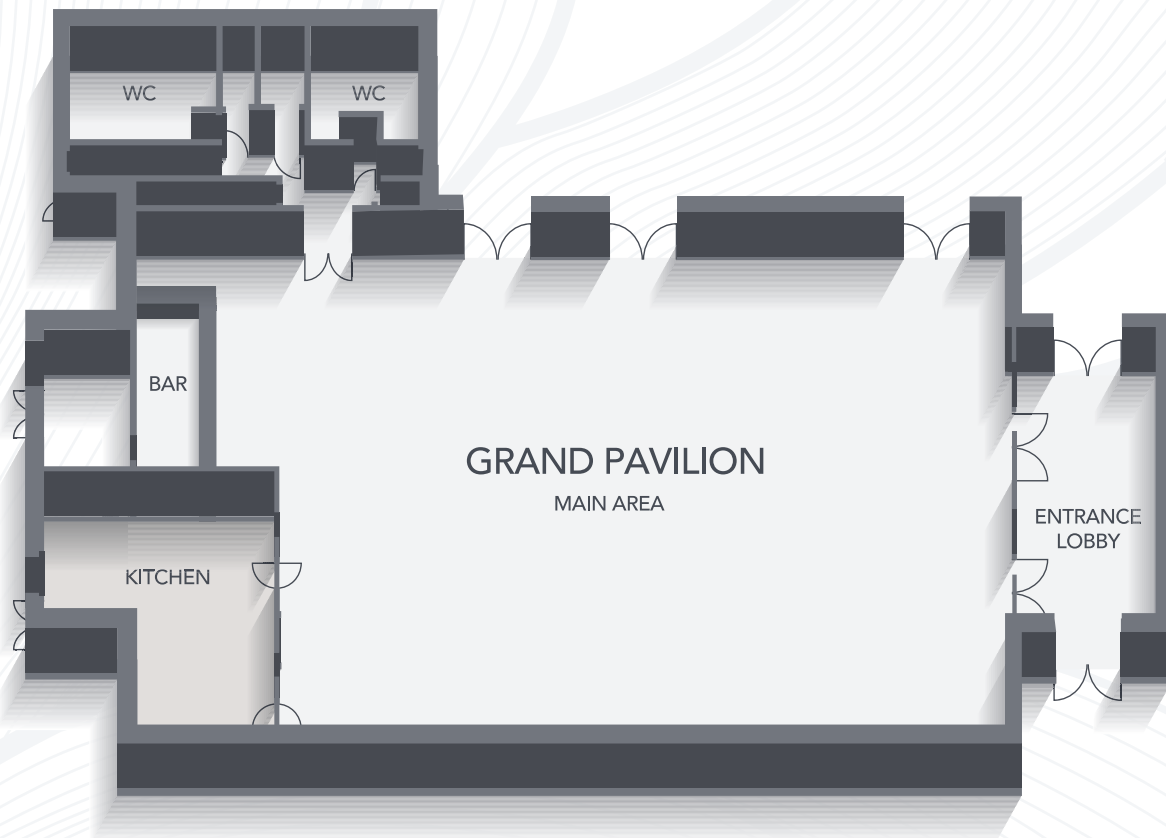 WC
WC
BAR
GRAND PAVILION
MAIN AREA
ENTRANCE
LOBBY
KITCHEN